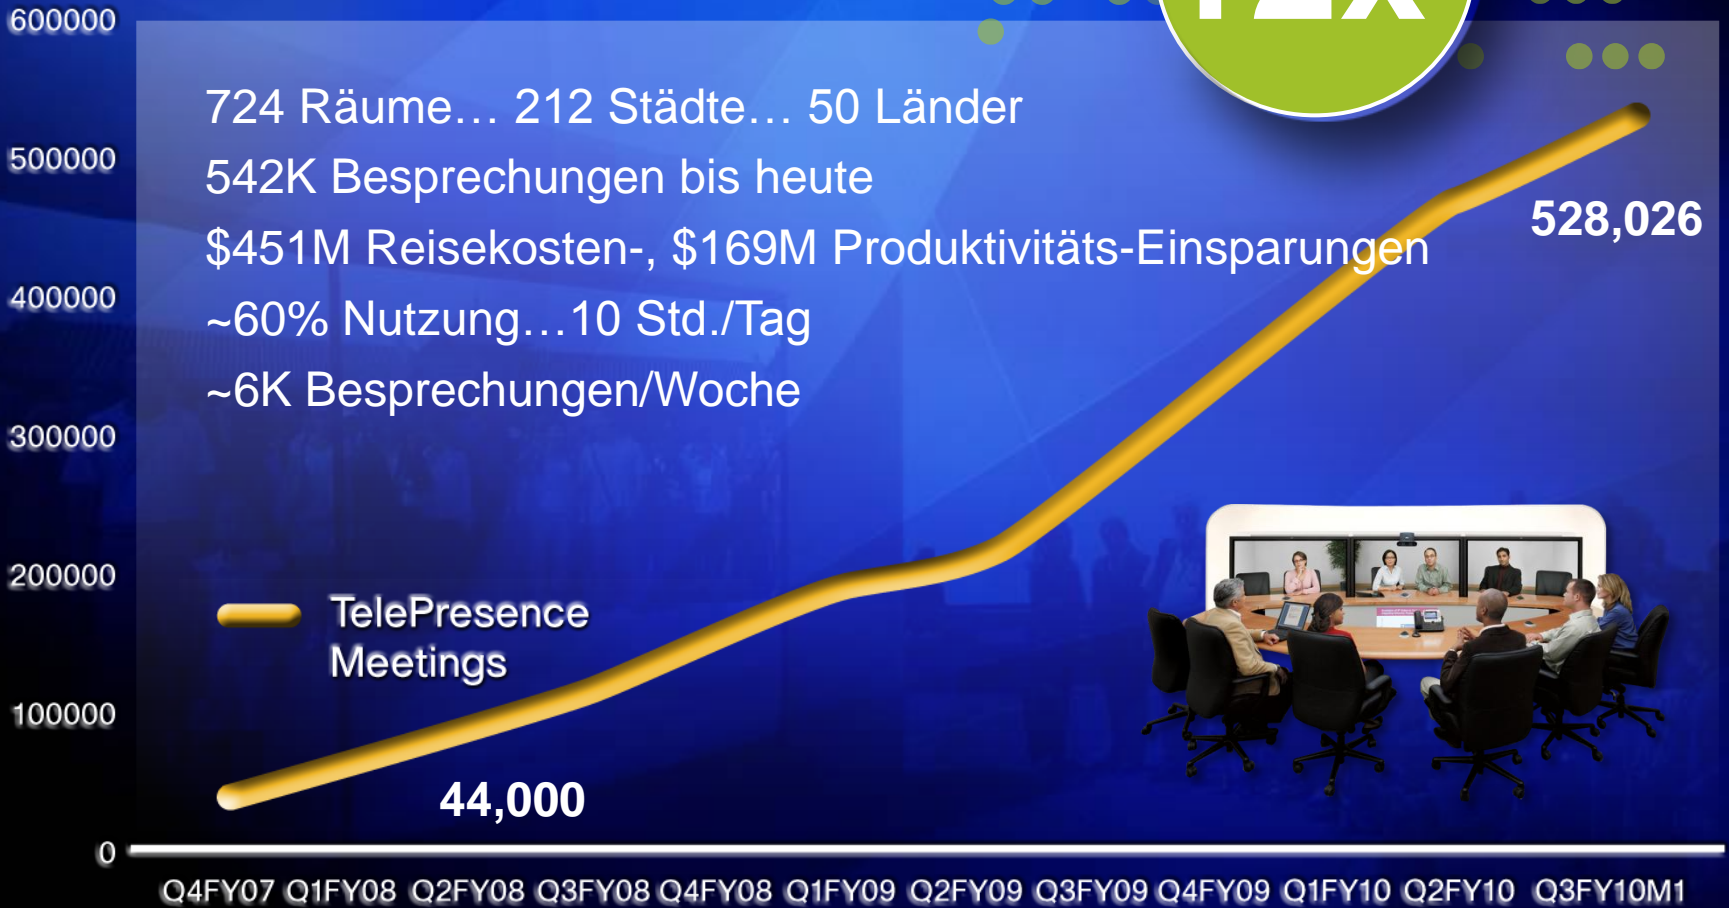 724 Räume… 212 Städte… 50 Länder
542K Besprechungen bis heute
$451M Reisekosten-, $169M Produktivitäts-Einsparungen
~60% Nutzung…10 Std./Tag
~6K Besprechungen/Woche
600000
500000
400000
300000
200000
100000
0
528,026
TelePresence
Meetings
44,000
Q4FY07 Q1FY08 Q2FY08 Q3FY08 Q4FY08 Q1FY09 Q2FY09 Q3FY09 Q4FY09 Q1FY10 Q2FY10 Q3FY10M1